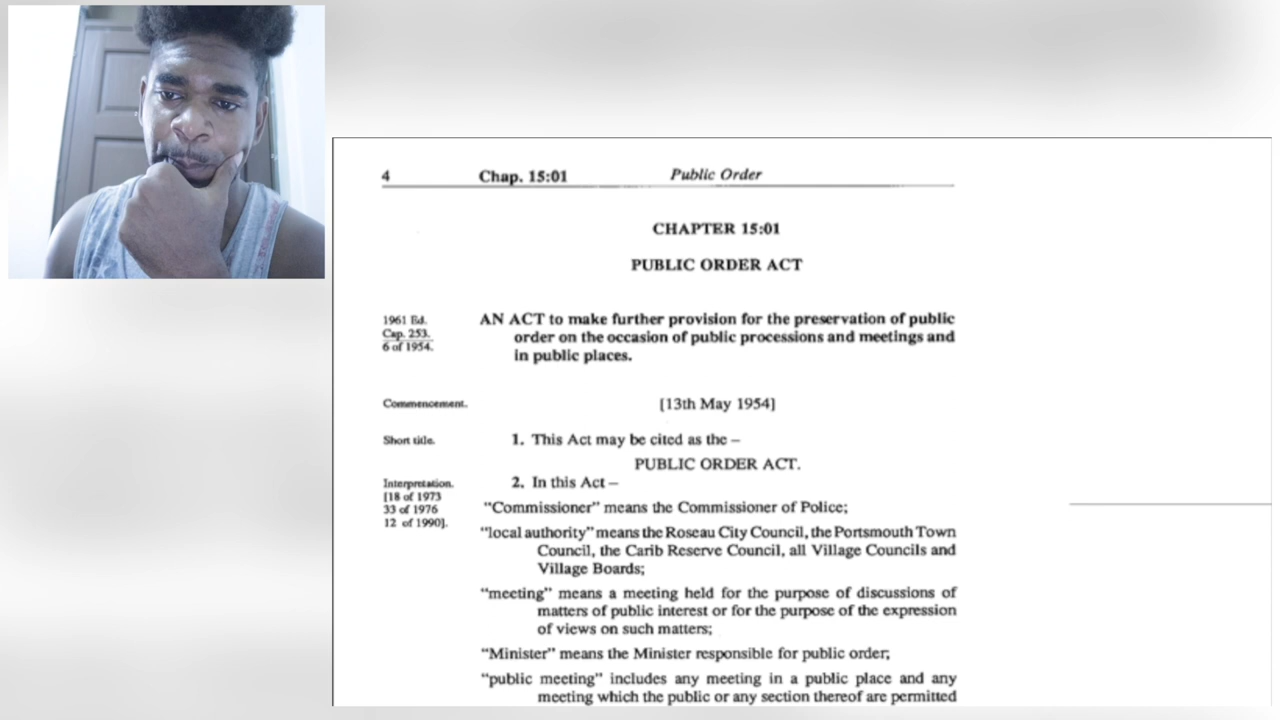 4 Chap. 15:01 Public Order
CHAPTER 15:01
PUBLIC ORDER ACT
1961 Ed.
Cap. 253.
6 of 1954.
AN ACT to make further provision for the preservation of public
order on the occasion of public processions and meetings and
in public places.
Commencement. [13th May 1954]
Short title. 1. This Act may be cited as the –
PUBLIC ORDER ACT.
Interpretation.
[18 of 1973
33 of 1976
12 of 1990].
2. In this Act –
“Commissioner” means the Commissioner of Police;
“local authority” means the Roseau City Council, the Portsmouth Town
Council, the Carib Reserve Council, all Village Councils and
Village Boards;
“meeting” means a meeting held for the purpose of discussions of
matters of public interest or for the purpose of the expression
of views on such matters;
“Minister” means the Minister responsible for public order;
“public meeting” includes any meeting in a public place and any
meeting which the public or any section thereof are permitted